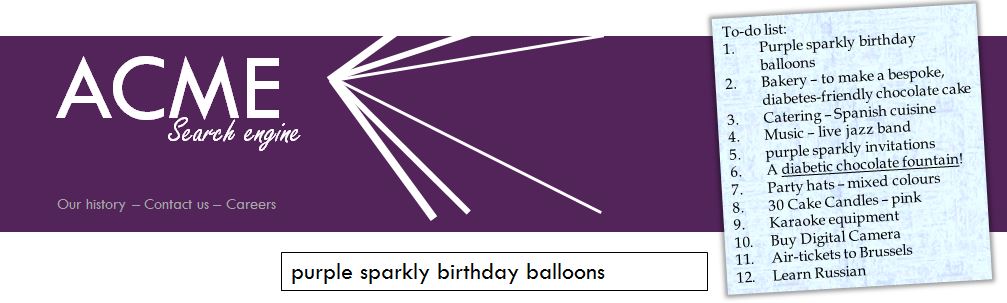 ACME
Search engine
Our history – Contact us – Careers
purple sparkly birthday balloons
To-do list:
1. Purple sparkly birthday
balloons
2. Bakery – to make a bespoke,
diabetes-friendly chocolate cake
3. Catering – Spanish cuisine
4. Music – live jazz band
5. purple sparkly invitations
6. A diabetic chocolate fountain!
7. Party hats – mixed colours
8. 30 Cake Candles – pink
9. Karaoke equipment
10. Buy Digital Camera
11. Air-tickets to Brussels
12. Learn Russian